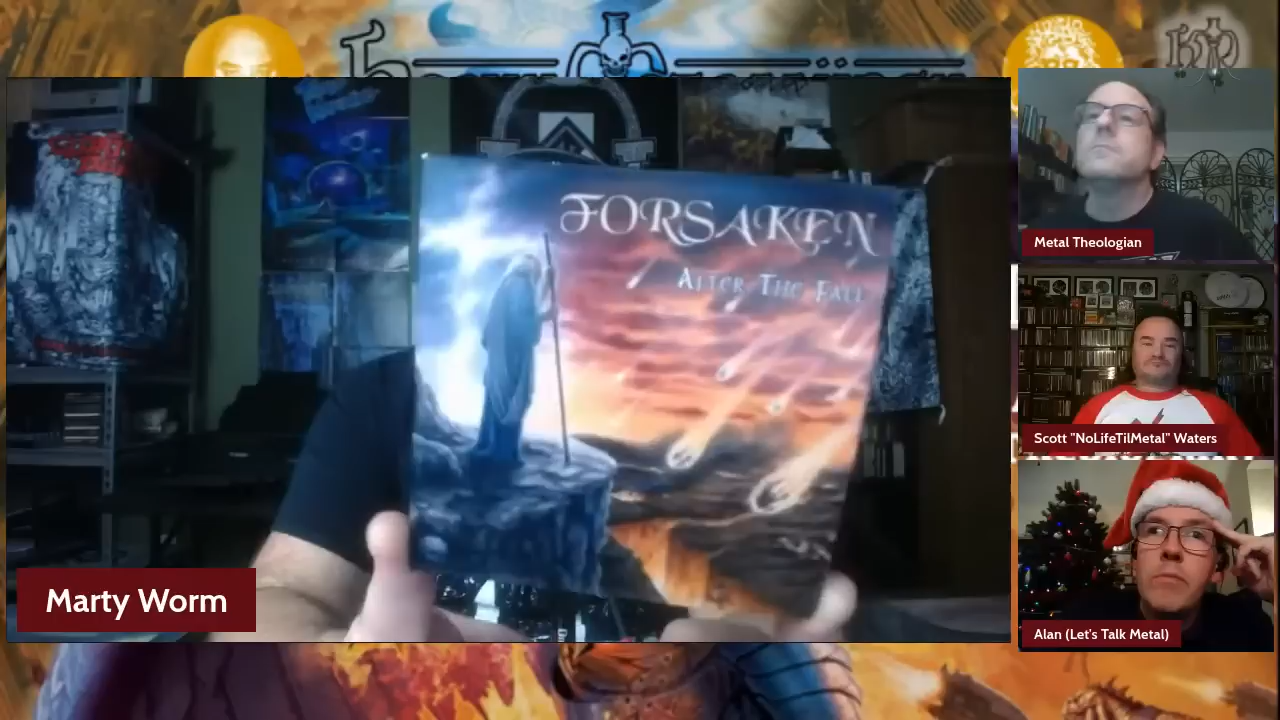 FORSAKEN
AFTER THE FALL
Metal Theologian
Scott "NoLifeTilMetal" Waters
Marty Worm
Alan (Let's Talk Metal)